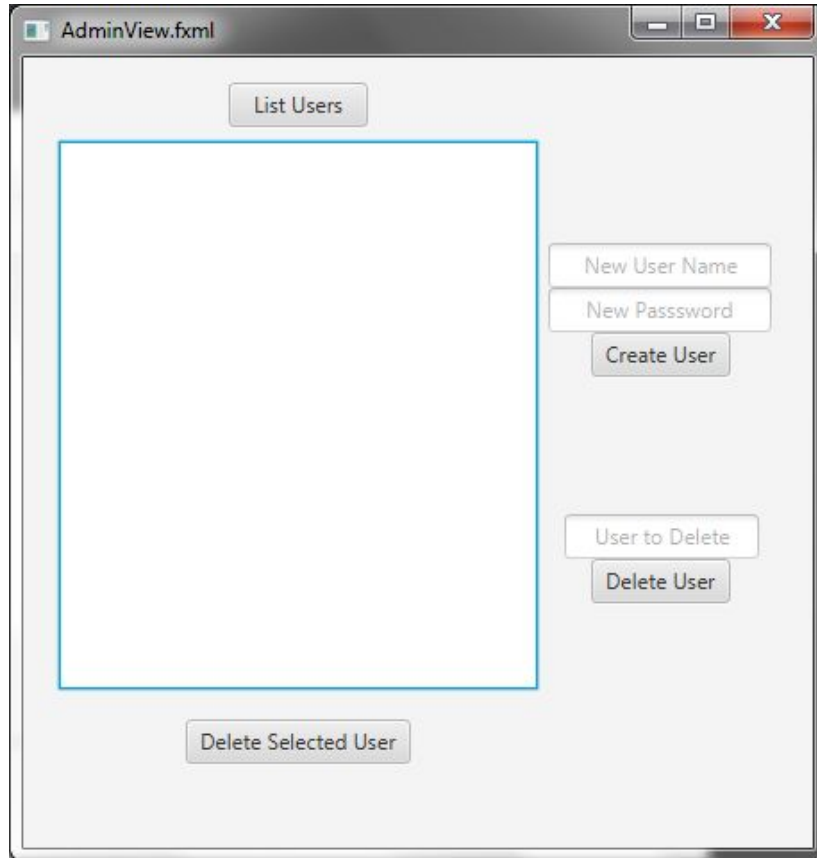 AdminView.fxml
List Users
New User Name
New Passsword
Create User
User to Delete
Delete User
Delete Selected User